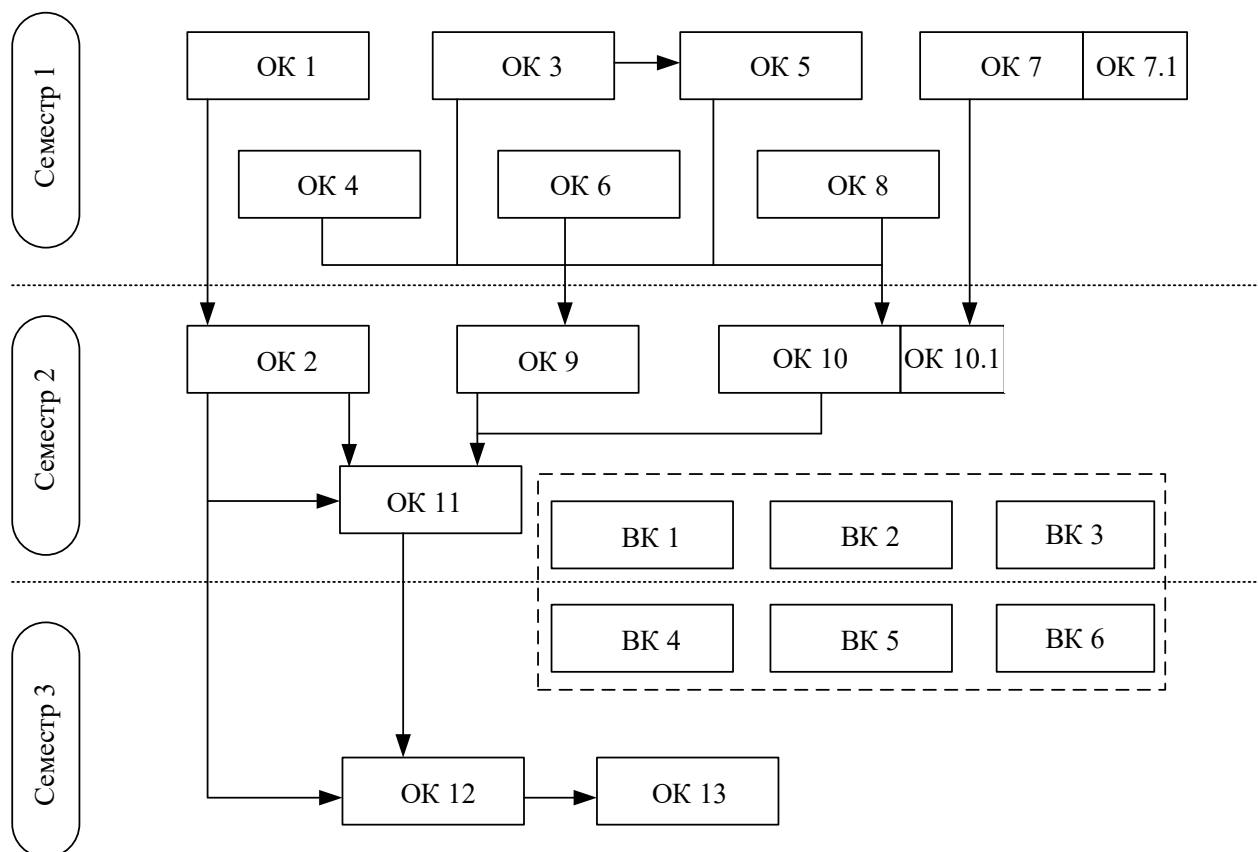 Семестр 1
ОК 1
ОК 3
ОК 5
ОК 7
ОК 7.1
ОК 4
ОК 6
ОК 8
Семестр 2
ОК 2
ОК 9
ОК 10
ОК 10.1
ОК 11
ВК 1
ВК 2
ВК 3
Семестр 3
ВК 4
ВК 5
ВК 6
ОК 12
ОК 13